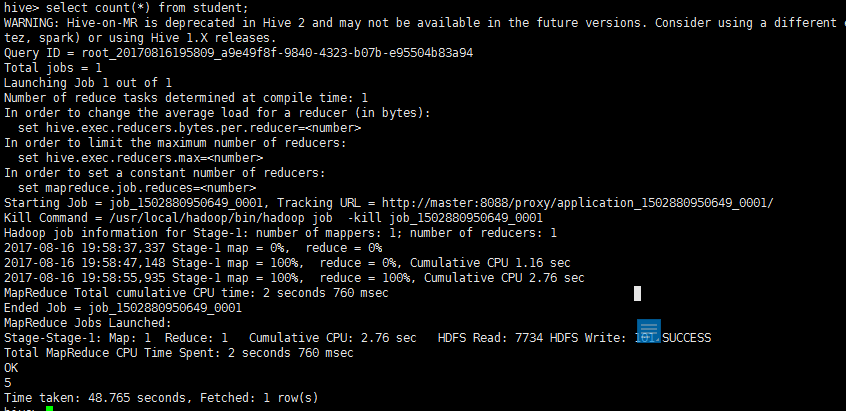 hive> select count(*) from student;
WARNING: Hive-on-MR is deprecated in Hive 2 and may not be available in the future versions. Consider using a different
tez, spark) or using Hive 1.X releases.
Query ID = root_20170816195809_a9e49f8f-9840-4323-b07b-e95504b83a94
Total jobs = 1
Launching Job 1 out of 1
Number of reduce tasks determined at compile time: 1
In order to change the average load for a reducer (in bytes):
  set hive.exec.reducers.bytes.per.reducer=<number>
In order to limit the maximum number of reducers:
  set hive.exec.reducers.max=<number>
In order to set a constant number of reducers:
  set mapreduce.job.reduces=<number>
Starting Job = job_1502880950649_0001, Tracking URL = http://master:8088/proxy/application_1502880950649_0001/
Kill Command = /usr/local/hadoop/bin/hadoop job  -kill job_1502880950649_0001
Hadoop job information for Stage-1: number of mappers: 1; number of reducers: 1
2017-08-16 19:58:37,337 Stage-1 map = 0%,  reduce = 0%
2017-08-16 19:58:47,148 Stage-1 map = 100%,  reduce = 0%, Cumulative CPU 1.16 sec
2017-08-16 19:58:55,935 Stage-1 map = 100%,  reduce = 100%, Cumulative CPU 2.76 sec
MapReduce Total cumulative CPU time: 2 seconds 760 msec
Ended Job = job_1502880950649_0001
MapReduce Jobs Launched:
Stage-Stage-1: Map: 1  Reduce: 1   Cumulative CPU: 2.76 sec   HDFS Read: 7734 HDFS Write: SUCCESS
Total MapReduce CPU Time Spent: 2 seconds 760 msec
OK
5
Time taken: 48.765 seconds, Fetched: 1 row(s)
hive>